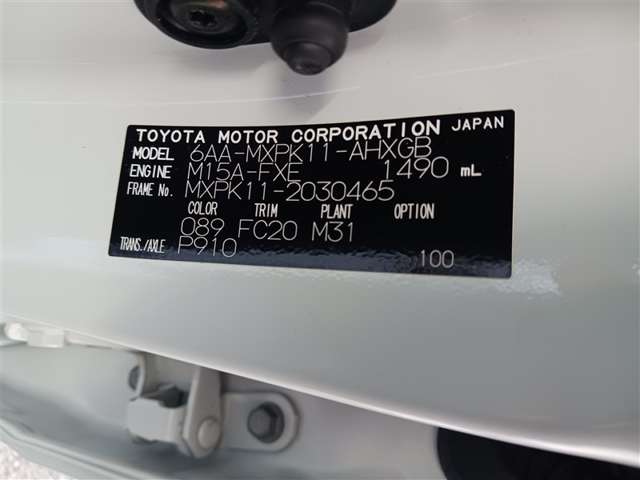 TOYOTA MOTOR CORPORATION JAPAN
MODEL 6AA-MXPK11-AHXGB
ENGINE M15A-FXE 1490 mL
FRAME No. MXPK11-2030465
COLOR TRIM PLANT OPTION
089 FC20 M31
TRANS./AXLE P910 100